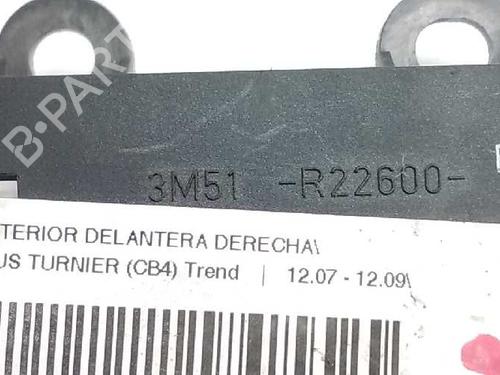 B-PARTS
3M51 -R22600-
TERIOR DELANTERA DERECHA\
US TURNIER (CB4) Trend | 12.07 - 12.09\